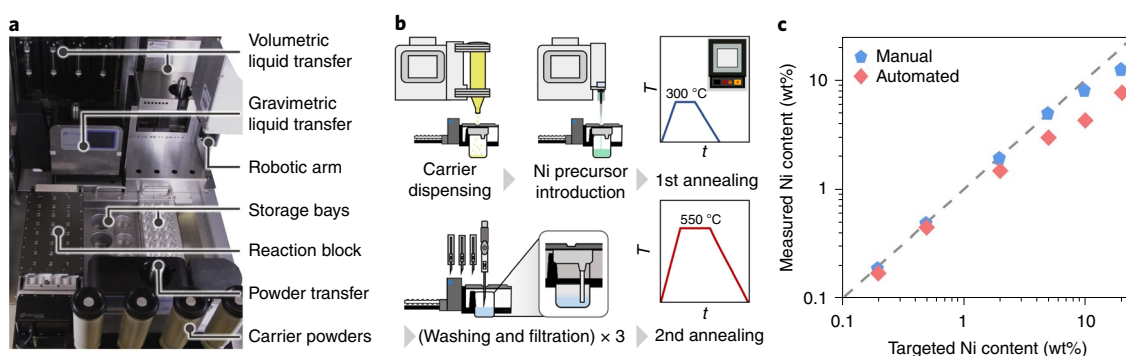 a
Volumetric
liquid transfer
Gravimetric
liquid transfer
Robotic arm
Storage bays
Reaction block
Powder transfer
Carrier powders
b
Carrier
dispensing
Ni precursor
introduction
T
300 °C
t
1st annealing
(Washing and filtration) × 3
T
550 °C
t
2nd annealing
c
Manual
Automated
Measured Ni content (wt%)
10
1
0.1
0.1
1
10
Targeted Ni content (wt%)